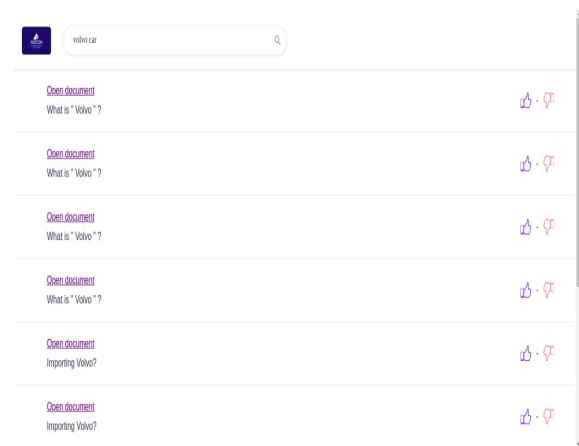 volvo car
Open document
What is " Volvo " ?
-
Open document
What is " Volvo " ?
-
Open document
What is " Volvo " ?
-
Open document
What is " Volvo " ?
-
Open document
Importing Volvo?
-
Open document
Importing Volvo?
-